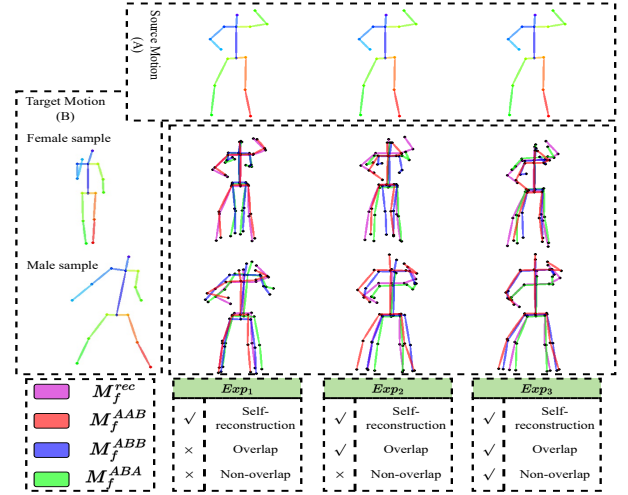 Source Motion
(A)
Target Motion
(B)
Female sample
Male sample
M_f^{rec}
M_f^{AAB}
M_f^{ABB}
M_f^{ABA}
Exp_1
✓ Self-
reconstruction
× Overlap
× Non-overlap
Exp_2
✓ Self-
reconstruction
✓ Overlap
× Non-overlap
Exp_3
✓ Self-
reconstruction
✓ Overlap
✓ Non-overlap